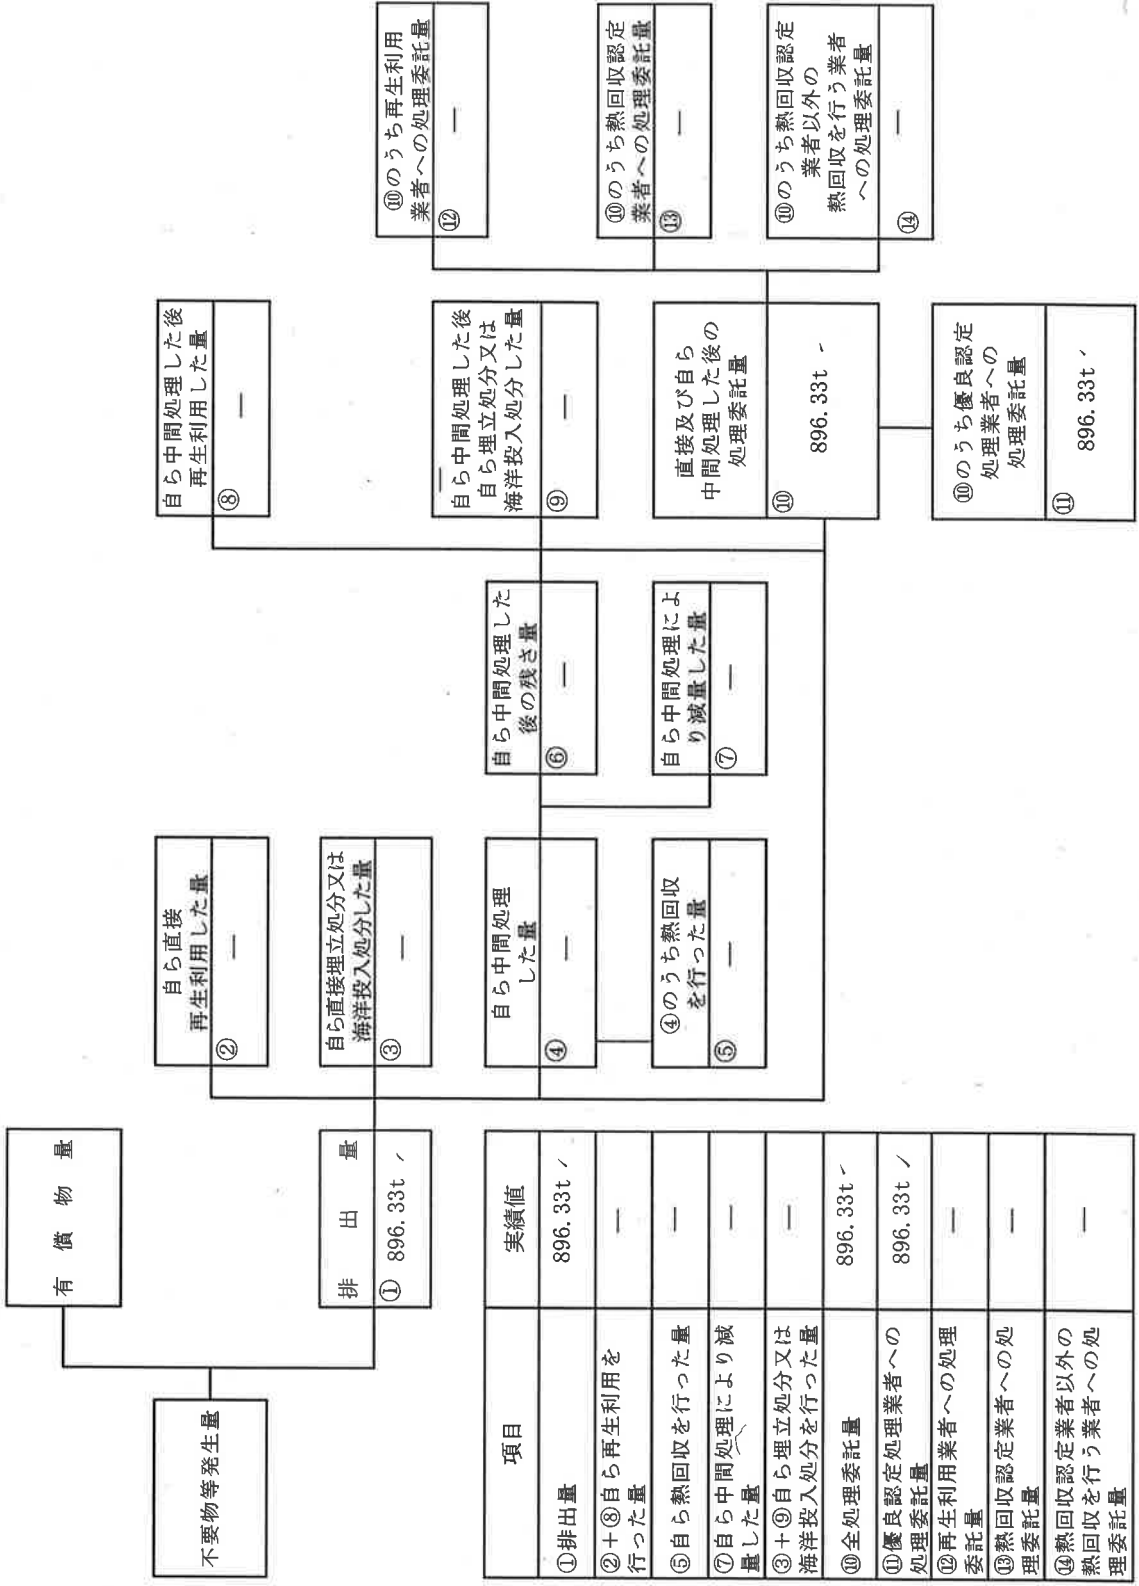 不要物等発生量
有償物量
排出量
① 896.33t
自ら直接
再生利用した量
② —
自ら直接埋立処分又は
海洋投入処分した量
③ —
自ら中間処理
した量
④ —
④のうち熱回収
を行った量
⑤ —
自ら中間処理した
後の残さ量
⑥ —
自ら中間処理によ
り減量した量
⑦ —
自ら中間処理した後
再生利用した量
⑧ —
自ら中間処理した後
自ら埋立処分又は
海洋投入処分した量
⑨ —
直接及び自ら
中間処理した後の
処理委託量
⑩ 896.33t
⑩のうち優良認定
処理業者への
処理委託量
⑪ 896.33t
⑩のうち再生利用
業者への処理委託量
⑫ —
⑩のうち熱回収認定
業者への処理委託量
⑬ —
⑩のうち熱回収認定
業者以外の
熱回収を行う業者
への処理委託量
⑭ —
項目 実績値
①排出量 896.33t
②+⑧自ら再生利用を
行った量 —
⑤自ら熱回収を行った量 —
⑦自ら中間処理により減
量した量 —
③+⑨自ら埋立処分又は
海洋投入処分を行った量 —
⑩全処理委託量 896.33t
⑪優良認定処理業者への
処理委託量 896.33t
⑫再生利用業者への処理
委託量 —
⑬熱回収認定業者への処
理委託量 —
⑭熱回収認定業者以外の
熱回収を行う業者への処
理委託量 —